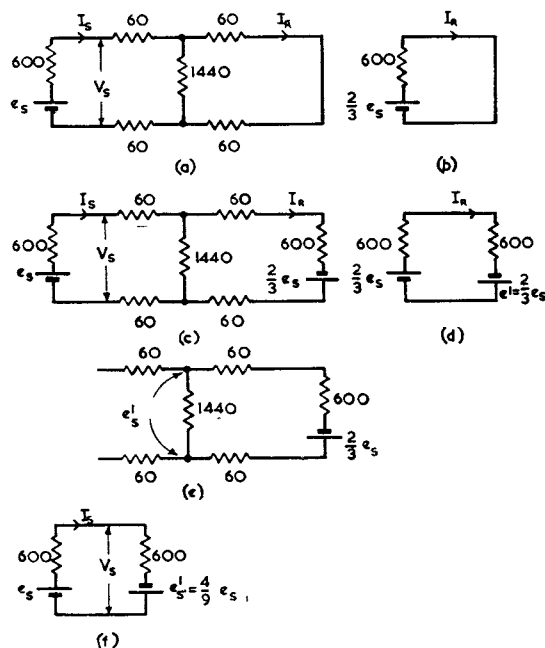 I_S 60 60 I_R
600 V_S 1440
e_S
60 60
(a)
I_R
600
2/3 e_S
(b)
I_S 60 60 I_R
600 V_S 1440 600
e_S 2/3 e_S
60 60
(c)
I_R
600 600
2/3 e_S e'=2/3 e_S
(d)
60 60
e'_S 1440 600
2/3 e_S
60 60
(e)
I_S
600 V_S 600
e_S e'_S=4/9 e_S
(f)